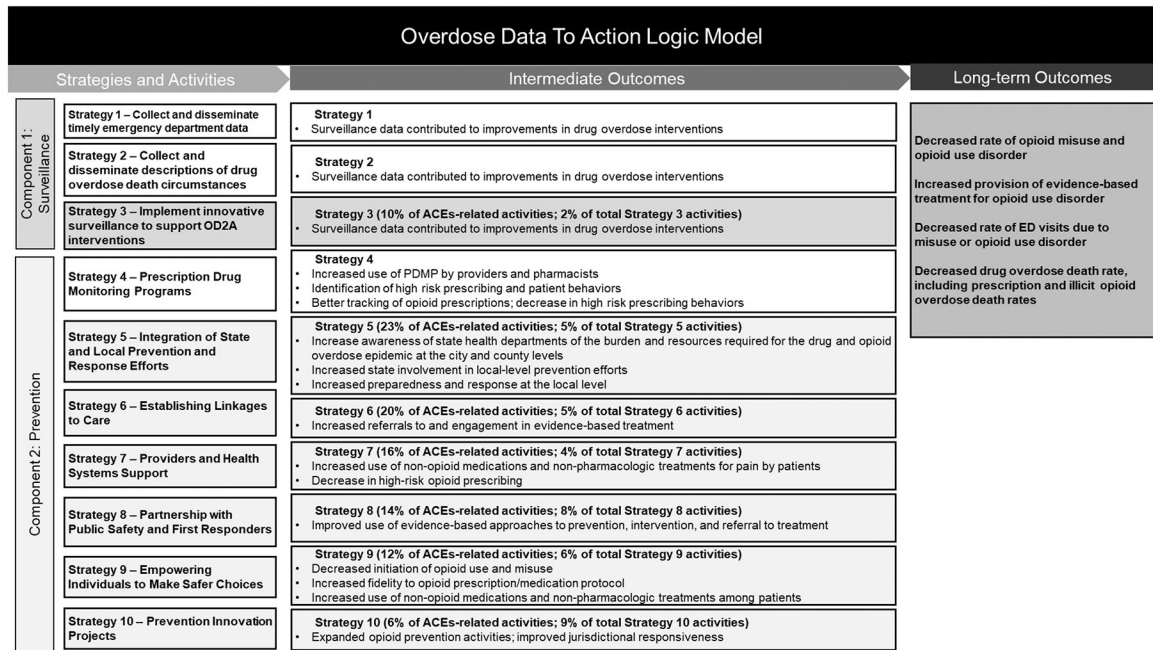 Overdose Data To Action Logic Model
Strategies and Activities
Intermediate Outcomes
Long-term Outcomes
Component 1:
Surveillance
Strategy 1 – Collect and disseminate
timely emergency department data
Strategy 1
• Surveillance data contributed to improvements in drug overdose interventions
Strategy 2 – Collect and
disseminate descriptions of drug
overdose death circumstances
Strategy 2
• Surveillance data contributed to improvements in drug overdose interventions
Strategy 3 – Implement innovative
surveillance to support OD2A
interventions
Strategy 3 (10% of ACEs-related activities; 2% of total Strategy 3 activities)
• Surveillance data contributed to improvements in drug overdose interventions
Component 2: Prevention
Strategy 4 – Prescription Drug
Monitoring Programs
Strategy 4
• Increased use of PDMP by providers and pharmacists
• Identification of high risk prescribing and patient behaviors
• Better tracking of opioid prescriptions; decrease in high risk prescribing behaviors
Strategy 5 – Integration of State
and Local Prevention and
Response Efforts
Strategy 5 (23% of ACEs-related activities; 5% of total Strategy 5 activities)
• Increase awareness of state health departments of the burden and resources required for the drug and opioid
overdose epidemic at the city and county levels
• Increased state involvement in local-level prevention efforts
• Increased preparedness and response at the local level
Strategy 6 – Establishing Linkages
to Care
Strategy 6 (20% of ACEs-related activities; 5% of total Strategy 6 activities)
• Increased referrals to and engagement in evidence-based treatment
Strategy 7 – Providers and Health
Systems Support
Strategy 7 (16% of ACEs-related activities; 4% of total Strategy 7 activities)
• Increased use of non-opioid medications and non-pharmacologic treatments for pain by patients
• Decrease in high-risk opioid prescribing
Strategy 8 – Partnership with
Public Safety and First Responders
Strategy 8 (14% of ACEs-related activities; 8% of total Strategy 8 activities)
• Improved use of evidence-based approaches to prevention, intervention, and referral to treatment
Strategy 9 – Empowering
Individuals to Make Safer Choices
Strategy 9 (12% of ACEs-related activities; 6% of total Strategy 9 activities)
• Decreased initiation of opioid use and misuse
• Increased fidelity to opioid prescription/medication protocol
• Increased use of non-opioid medications and non-pharmacologic treatments among patients
Strategy 10 – Prevention Innovation
Projects
Strategy 10 (6% of ACEs-related activities; 9% of total Strategy 10 activities)
• Expanded opioid prevention activities; improved jurisdictional responsiveness
Decreased rate of opioid misuse and
opioid use disorder
Increased provision of evidence-based
treatment for opioid use disorder
Decreased rate of ED visits due to
misuse or opioid use disorder
Decreased drug overdose death rate,
including prescription and illicit opioid
overdose death rates